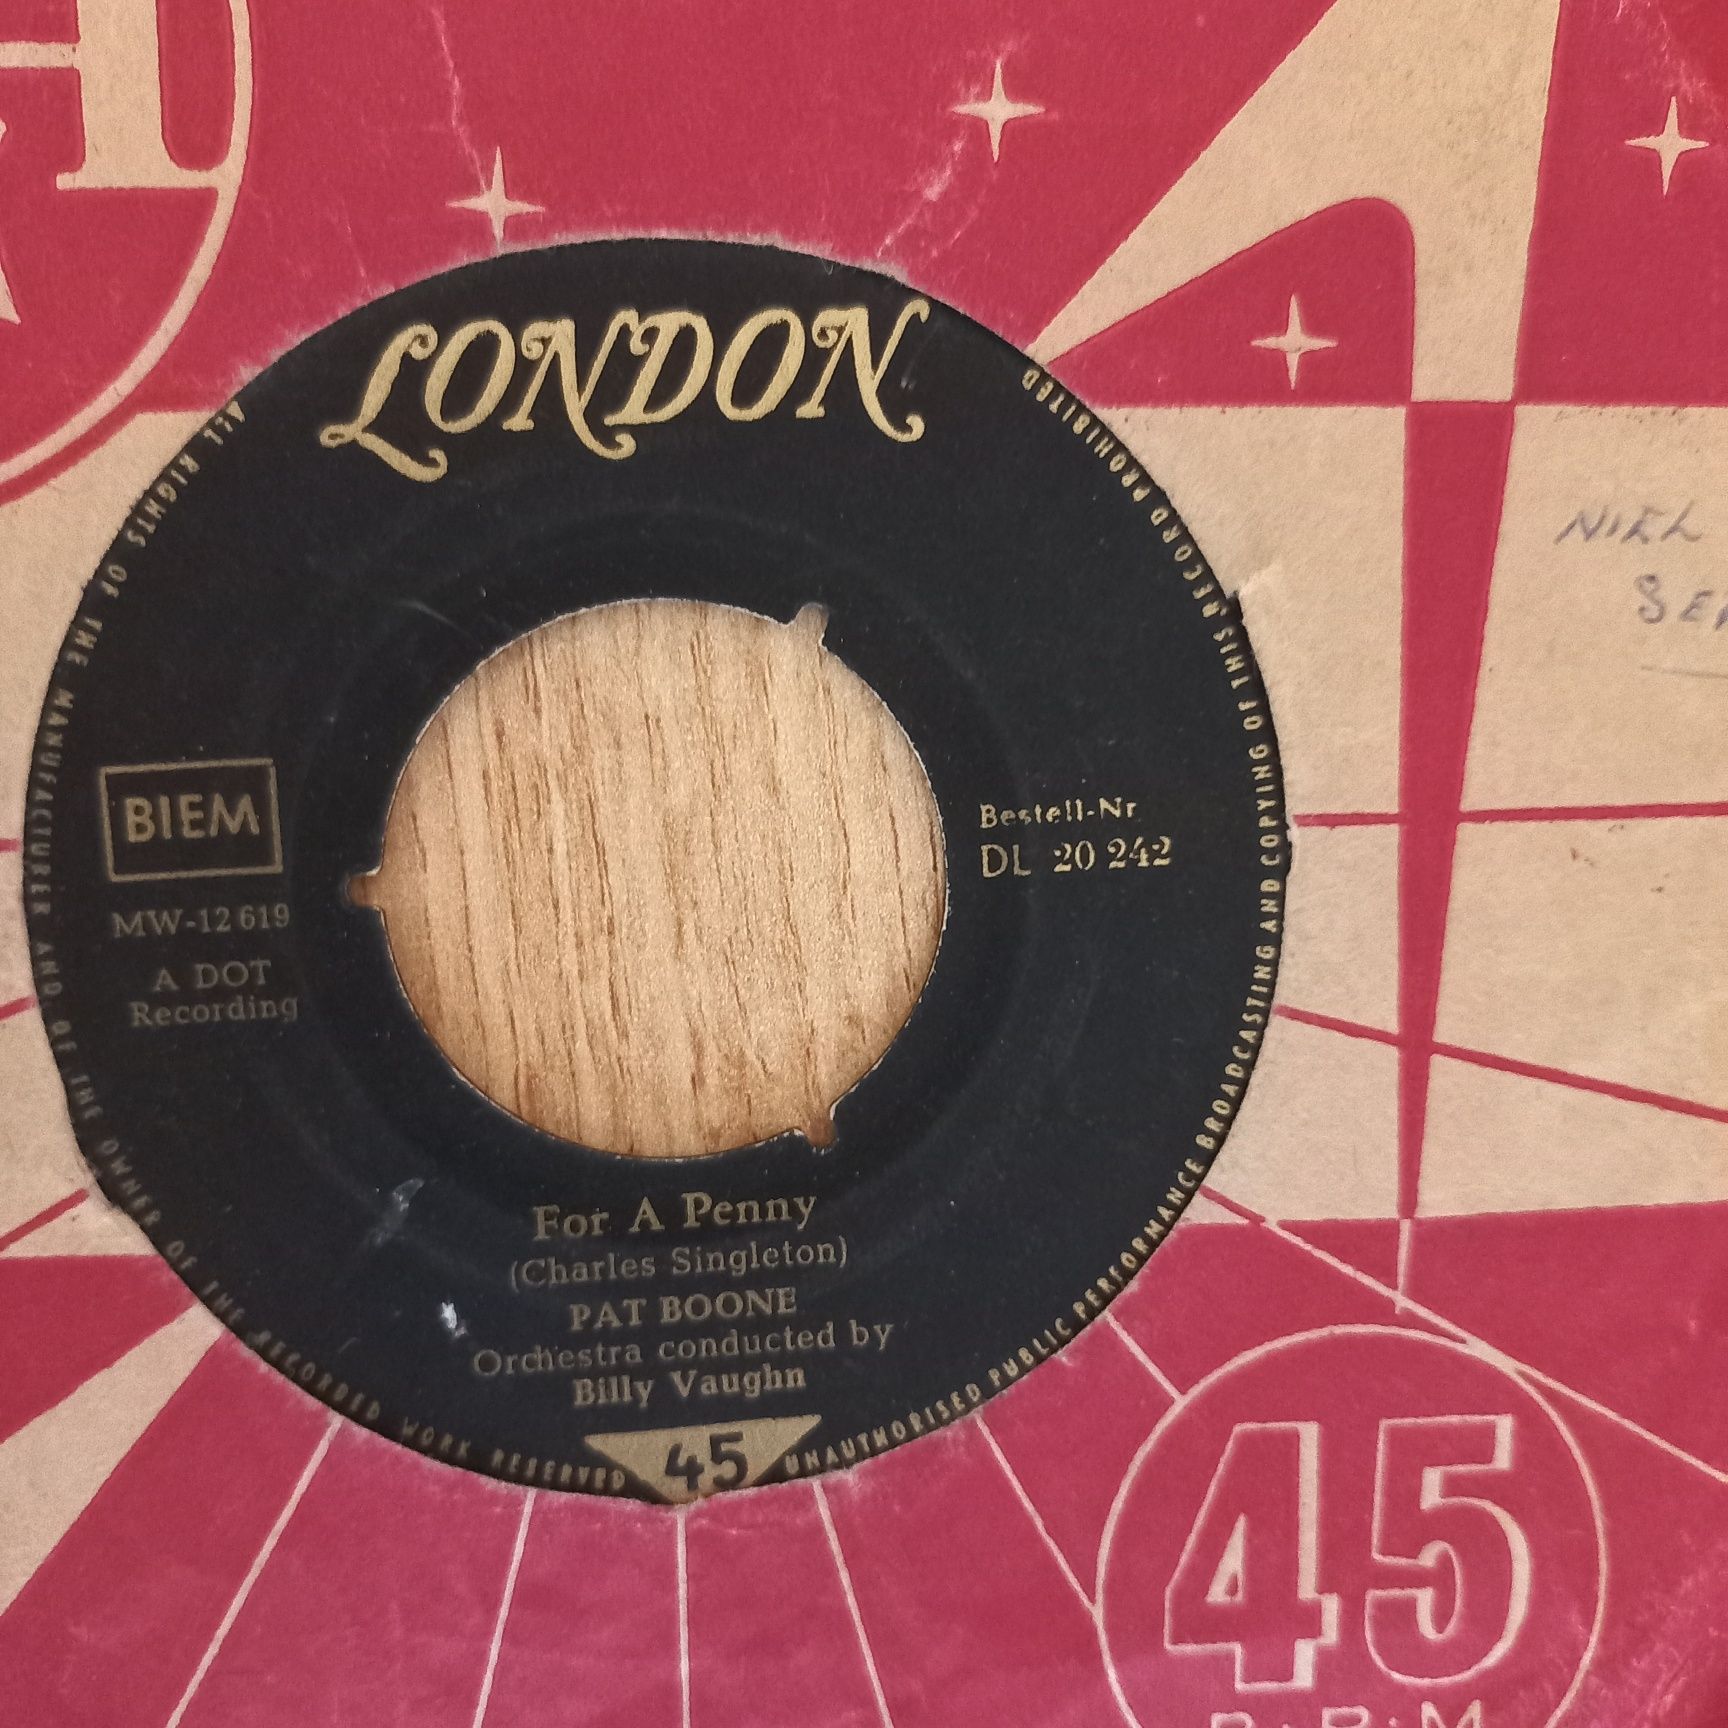 LONDON
ALL RIGHTS OF THE MANUFACTURER AND OF THE OWNER OF THE RECORDED WORK RESERVED
UNAUTHORISED PUBLIC PERFORMANCE BROADCASTING AND COPYING OF THIS RECORD PROHIBITED
BIEM
MW-12 619
A DOT
Recording
Bestell-Nr
DL 20 242
For A Penny
(Charles Singleton)
PAT BOONE
Orchestra conducted by
Billy Vaughn
45
NIEL
45
R.P.M